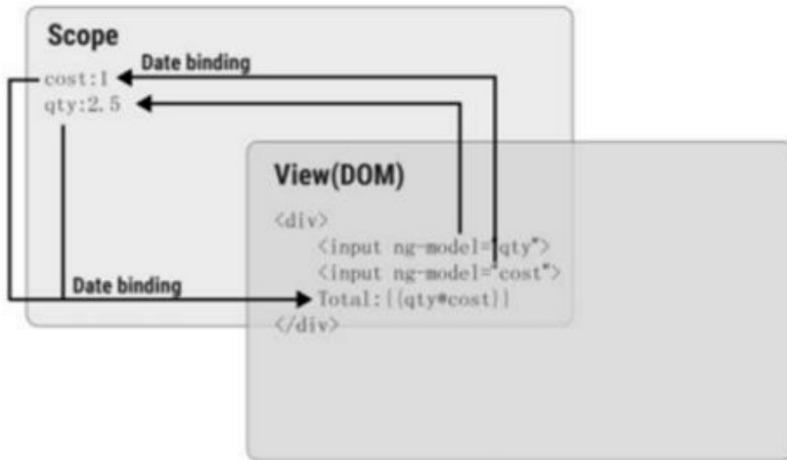 Scope
Date binding
cost:1
qty:2.5
View(DOM)
<div>
<input ng-model="qty">
<input ng-model="cost">
Date binding
Total:{{qty*cost}}
</div>